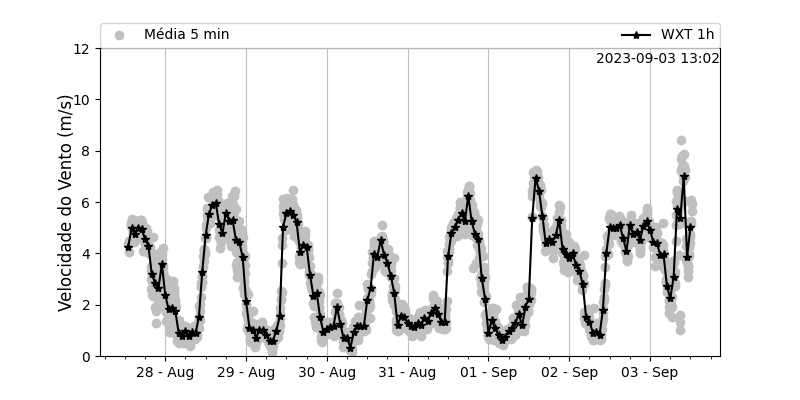 Média 5 min
WXT 1h
2023-09-03 13:02
Velocidade do Vento (m/s)
12
10
8
6
4
2
0
28 - Aug
29 - Aug
30 - Aug
31 - Aug
01 - Sep
02 - Sep
03 - Sep